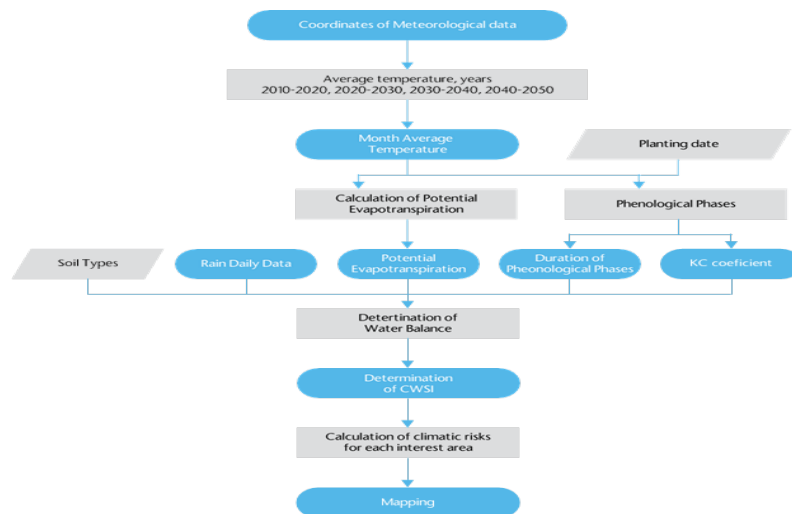 Coordinates of Meteorological data
Average temperature, years
2010-2020, 2020-2030, 2030-2040, 2040-2050
Month Average
Temperature
Planting date
Calculation of Potential
Evapotranspiration
Phenological Phases
Soil Types
Rain Daily Data
Potential
Evapotranspiration
Duration of
Pheonological Phases
KC coeficient
Detertination of
Water Balance
Determination
of CWSI
Calculation of climatic risks
for each interest area
Mapping